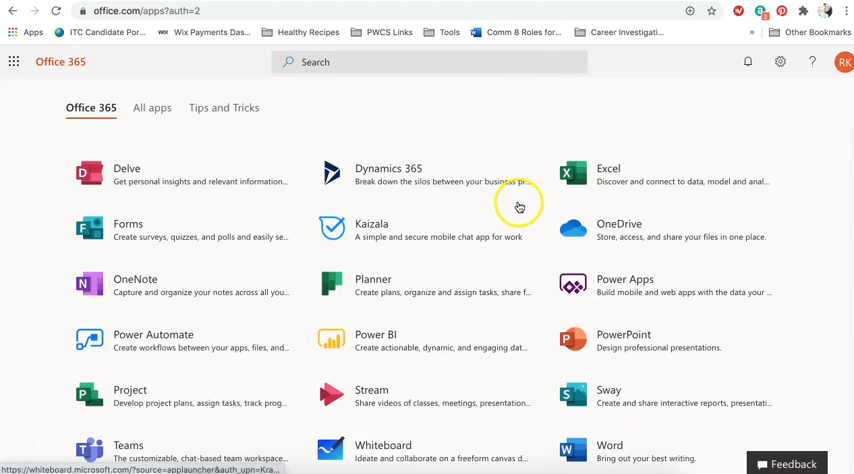 office.com/apps?auth=2
2
Apps ITC Candidate Por... WIX Wix Payments Das... Healthy Recipes PWCS Links Tools Comm 8 Roles for... Career Investigati... » Other Bookmarks
Office 365 Search ? RK
Office 365 All apps Tips and Tricks
Delve Dynamics 365 Excel
Get personal insights and relevant information... Break down the silos between your business pr... Discover and connect to data, model and anal...
Forms Kaizala OneDrive
Create surveys, quizzes, and polls and easily se... A simple and secure mobile chat app for work Store, access, and share your files in one place.
OneNote Planner Power Apps
Capture and organize your notes across all you... Create plans, organize and assign tasks, share f... Build mobile and web apps with the data your ...
Power Automate Power BI PowerPoint
Create workflows between your apps, files, and... Create actionable, dynamic, and engaging dat... Design professional presentations.
Project Stream Sway
Develop project plans, assign tasks, track prog... Share videos of classes, meetings, presentation... Create and share interactive reports, presentati...
Teams Whiteboard Word
The customizable, chat-based team workspace... Ideate and collaborate on a freeform canvas d... Bring out your best writing.
Feedback
https://whiteboard.microsoft.com/?source=applauncher&auth_upn=Kra...